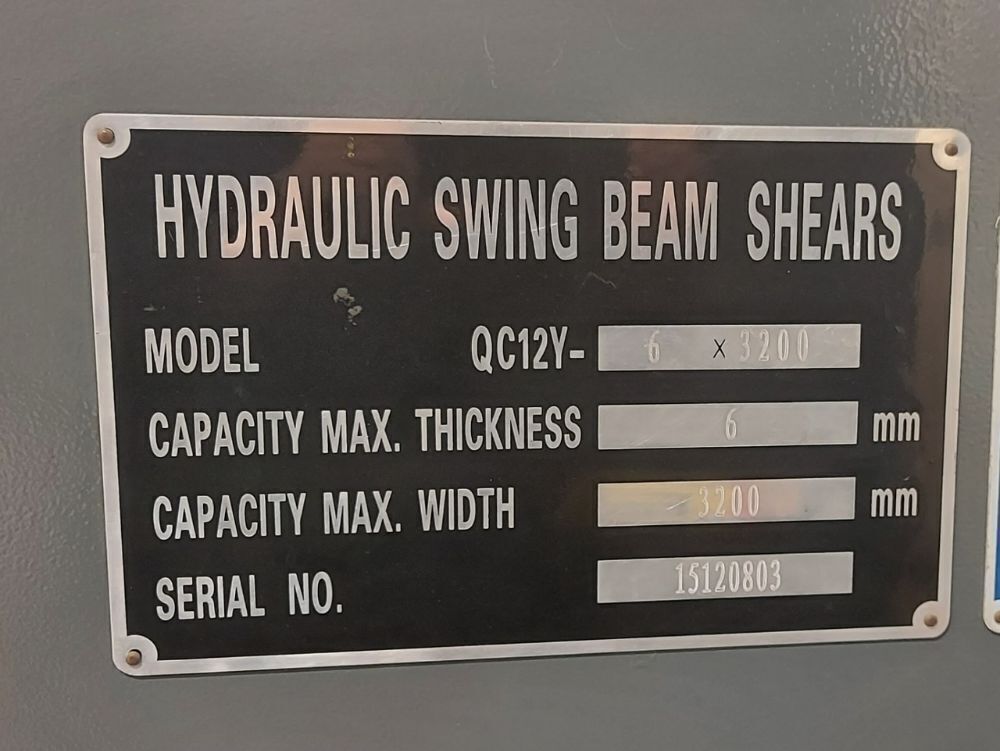 HYDRAULIC SWING BEAM SHEARS
MODEL QC12Y- 6 × 3200
CAPACITY MAX. THICKNESS 6 mm
CAPACITY MAX. WIDTH 3200 mm
SERIAL NO. 15120803